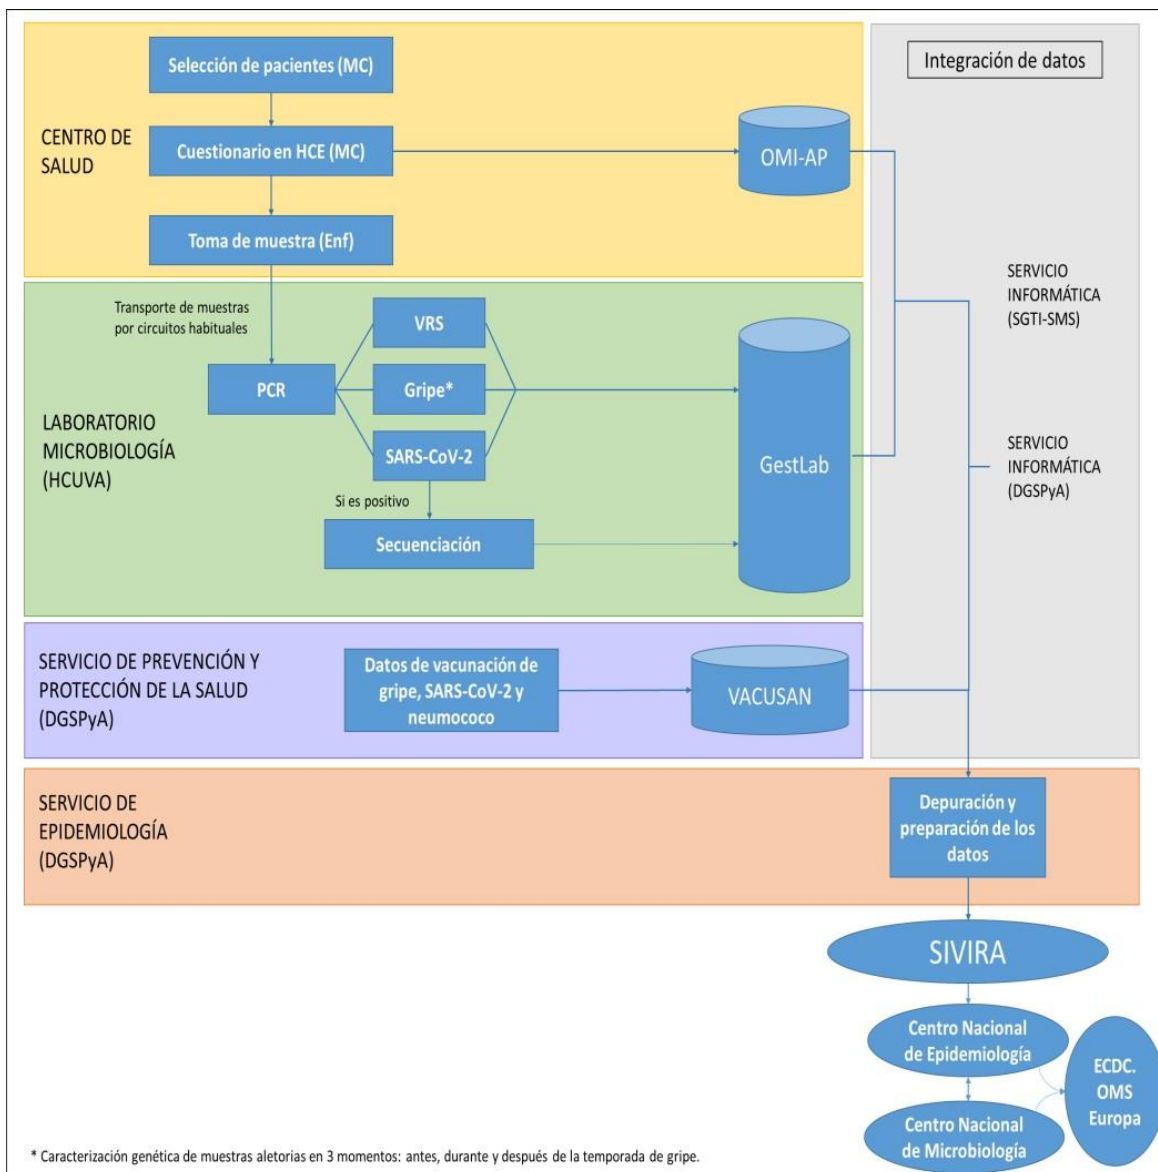 Integración de datos
CENTRO DE
SALUD
Selección de pacientes (MC)
Cuestionario en HCE (MC)
OMI-AP
Toma de muestra (Enf)
SERVICIO
INFORMÁTICA
(SGTI-SMS)
Transporte de muestras
por circuitos habituales
LABORATORIO
MICROBIOLOGÍA
(HCUVA)
PCR
VRS
Gripe*
SARS-CoV-2
Si es positivo
Secuenciación
GestLab
SERVICIO
INFORMÁTICA
(DGSPyA)
SERVICIO DE PREVENCIÓN Y
PROTECCIÓN DE LA SALUD
(DGSPyA)
Datos de vacunación de
gripe, SARS-CoV-2 y
neumococo
VACUSAN
SERVICIO DE
EPIDEMIOLOGÍA
(DGSPyA)
Depuración y
preparación de los
datos
SIVIRA
Centro Nacional
de Epidemiología
Centro Nacional
de Microbiología
ECDC.
OMS
Europa
* Caracterización genética de muestras aletorias en 3 momentos: antes, durante y después de la temporada de gripe.